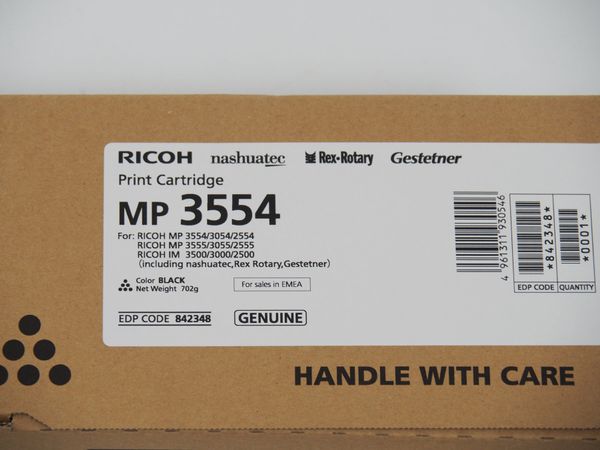 RICOH nashuatec Rex·Rotary Gestetner
Print Cartridge
MP 3554
For: RICOH MP 3554/3054/2554
RICOH MP 3555/3055/2555
RICOH IM 3500/3000/2500
(including nashuatec,Rex Rotary,Gestetner)
Color BLACK
Net Weight 702g
For sales in EMEA
EDP CODE 842348
GENUINE
4 961311 930546
*842348*
EDP CODE
*0001*
QUANTITY
HANDLE WITH CARE